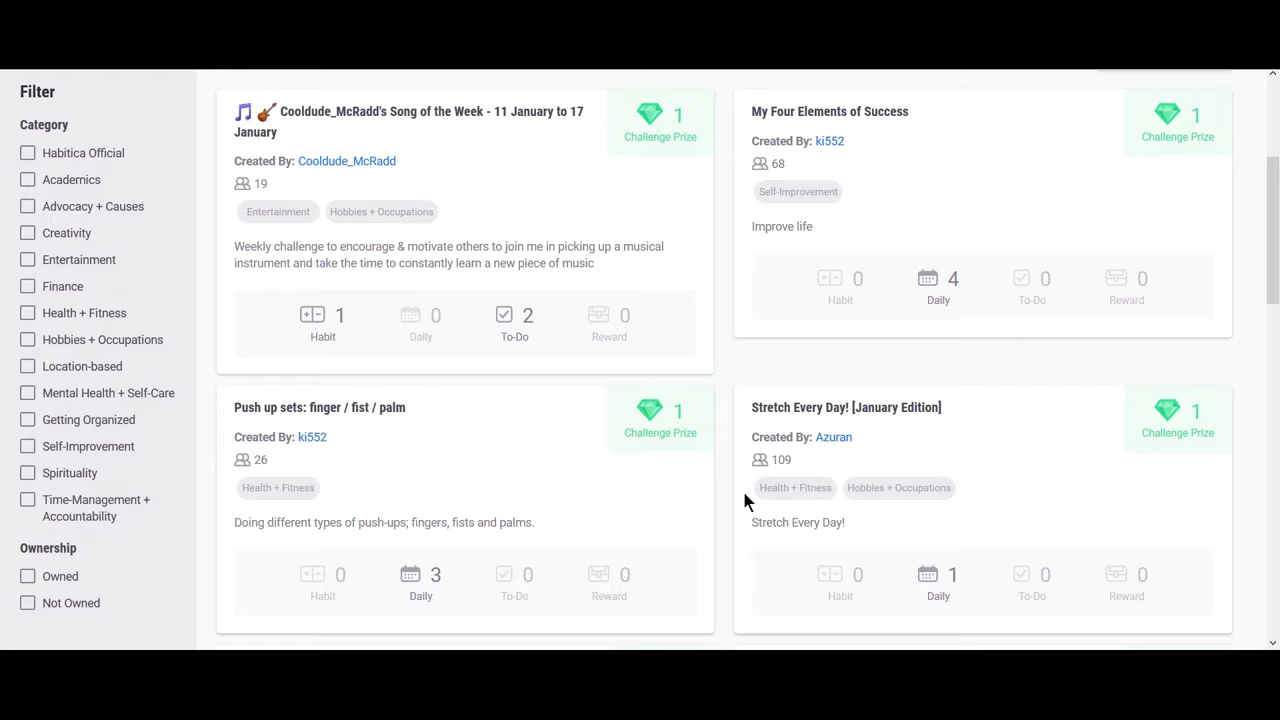 Filter
Category
Habitica Official
Academics
Advocacy + Causes
Creativity
Entertainment
Finance
Health + Fitness
Hobbies + Occupations
Location-based
Mental Health + Self-Care
Getting Organized
Self-Improvement
Spirituality
Time-Management +
Accountability
Ownership
Owned
Not Owned
🎵 🎸 Cooldude_McRadd's Song of the Week - 11 January to 17
January
1
Challenge Prize
Created By: Cooldude_McRadd
19
Entertainment Hobbies + Occupations
Weekly challenge to encourage & motivate others to join me in picking up a musical
instrument and take the time to constantly learn a new piece of music
1 0 2 0
Habit Daily To-Do Reward
My Four Elements of Success
1
Challenge Prize
Created By: ki552
68
Self-Improvement
Improve life
0 4 0 0
Habit Daily To-Do Reward
Push up sets: finger / fist / palm
1
Challenge Prize
Created By: ki552
26
Health + Fitness
Doing different types of push-ups; fingers, fists and palms.
0 3 0 0
Habit Daily To-Do Reward
Stretch Every Day! [January Edition]
1
Challenge Prize
Created By: Azuran
109
Health + Fitness Hobbies + Occupations
Stretch Every Day!
0 1 0 0
Habit Daily To-Do Reward